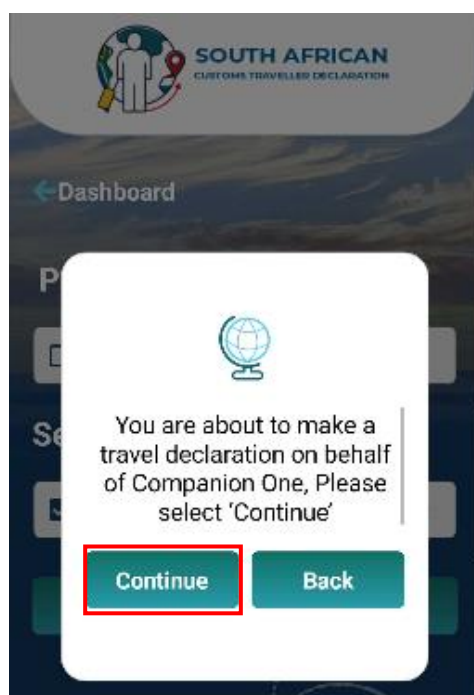 SOUTH AFRICAN
CUSTOMS TRAVELLER DECLARATION
Dashboard
P
Se
You are about to make a
travel declaration on behalf
of Companion One, Please
select ‘Continue’
Continue
Back